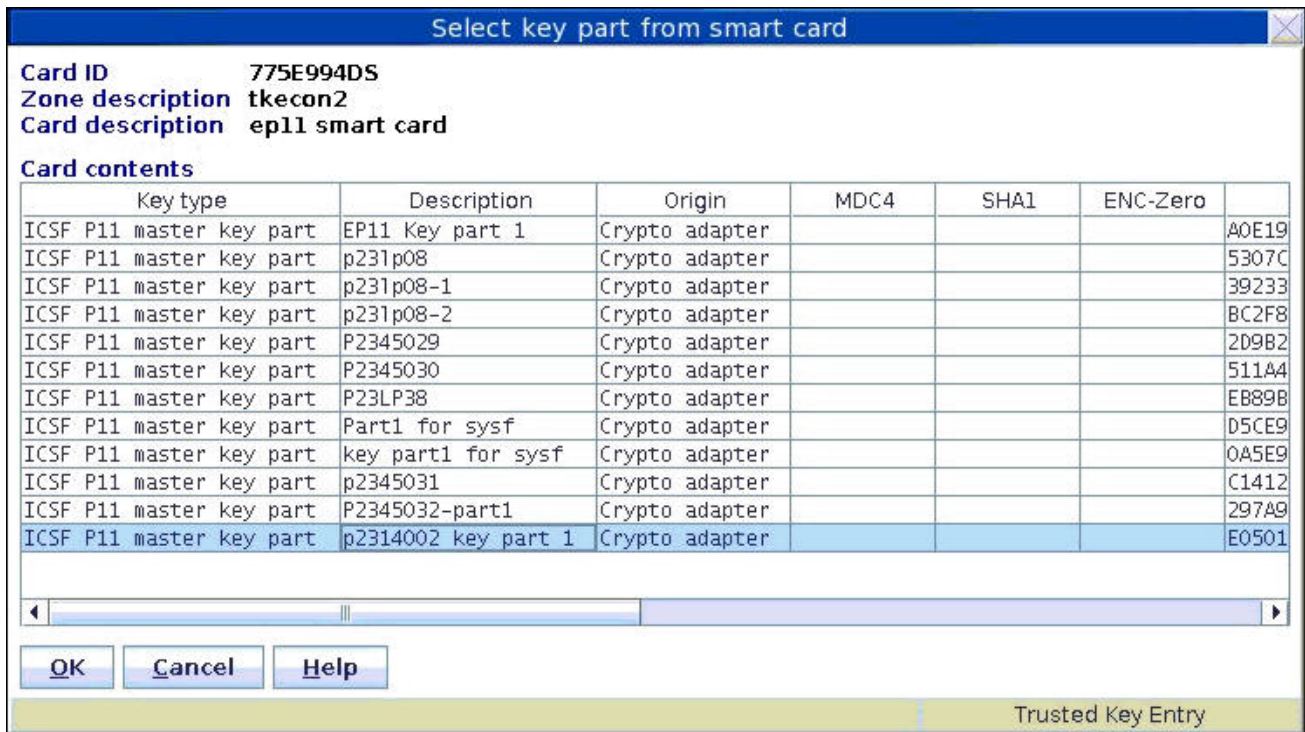 Select key part from smart card
Card ID 775E994DS
Zone description tkecon2
Card description ep11 smart card
Card contents
Key type Description Origin MDC4 SHA1 ENC-Zero
ICSF P11 master key part EP11 Key part 1 Crypto adapter A0E19
ICSF P11 master key part p231p08 Crypto adapter 5307C
ICSF P11 master key part p231p08-1 Crypto adapter 39233
ICSF P11 master key part p231p08-2 Crypto adapter BC2F8
ICSF P11 master key part P2345029 Crypto adapter 2D9B2
ICSF P11 master key part P2345030 Crypto adapter 511A4
ICSF P11 master key part P23LP38 Crypto adapter EB89B
ICSF P11 master key part Part1 for sysf Crypto adapter D5CE9
ICSF P11 master key part key part1 for sysf Crypto adapter 0A5E9
ICSF P11 master key part p2345031 Crypto adapter C1412
ICSF P11 master key part P2345032-part1 Crypto adapter 297A9
ICSF P11 master key part p2314002 key part 1 Crypto adapter E0501
OK Cancel Help
Trusted Key Entry